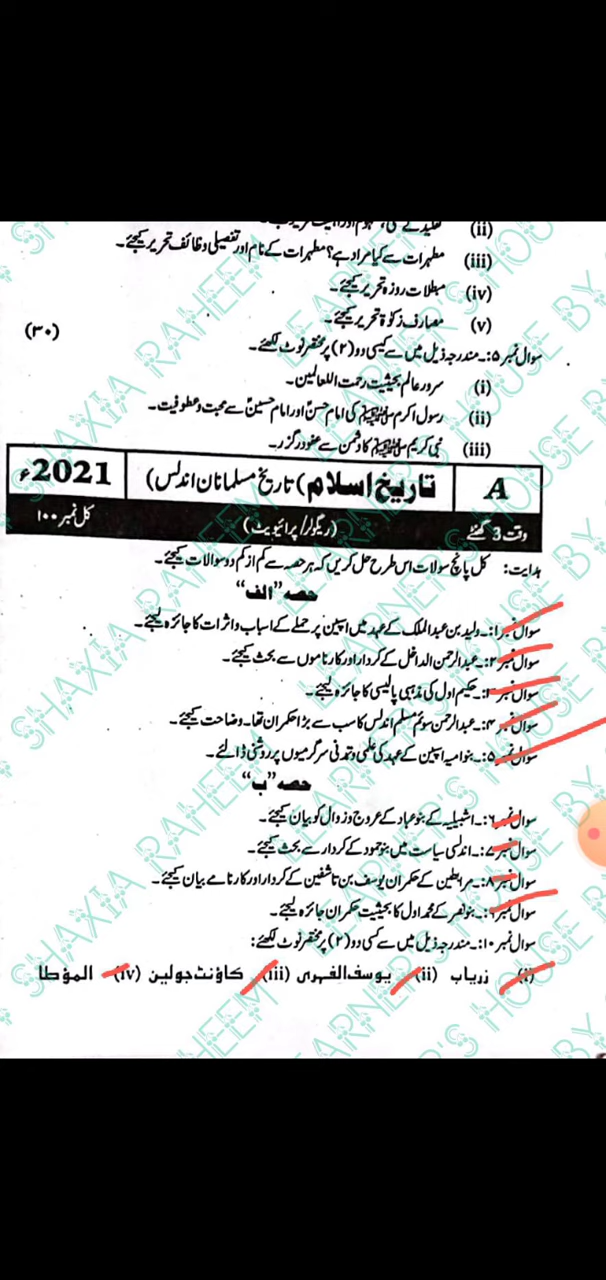 (ii) تقلید کے
(iii) مطہرات سے کیا مراد ہے؟ مطہرات کے نام اور تفصیلی وظائف تحریر کیجئے۔
(iv) مبطلات روزہ تحریر کیجئے۔
(v) مصارف زکوۃ تحریر کیجئے۔
سوال نمبر ۵:۔ مندرجہ ذیل میں سے کیسی دو (۲) پر مختصر نوٹ لکھئے۔ (۳۰)
(i) سرور عالم بحیثیت رحمت اللعالمین۔
(ii) رسول اکرم ﷺ کی امام حسنؑ اور امام حسینؑ سے محبت و عطوفیت۔
(iii) نبی کریم ﷺ کا دشمن سے عفو در گزر۔
A تاریخ اسلام (تاریخ مسلمانان اندلس) 2021ء
وقت 3 گھنٹے (ریگولر/پرائیویٹ) کل نمبر ۱۰۰
ہدایت: کل پانچ سولات اس طرح حل کریں کہ ہر حصہ سے کم از کم دو سوالات کیجئے۔
حصہ "الف"
سوال نمبر ۱:۔ ولید بن عبدالملک کے عہد میں اسپین پر حملے کے اسباب و اثرات کا جائزہ لیجئے۔
سوال نمبر ۲:۔ عبدالرحمن الداخل کے کردار اور کارناموں سے بحث کیجئے۔
سوال نمبر ۳:۔ حکیم اول کی مذہبی پالیسی کا جائزہ لیجئے۔
سوال نمبر ۴:۔ عبدالرحمن سوئم مسلم اندلس کا سب سے بڑا حکمران تھا۔ وضاحت کیجئے۔
سوال نمبر ۵:۔ بنو امیہ اسپین کے عہد کی علمی و تمدنی سرگرمیوں پر روشنی ڈالئے۔
حصہ "ب"
سوال نمبر ۶:۔ اشبیلیہ کے بنو عباد کے عروج و زوال کو بیان کیجئے۔
سوال نمبر ۷:۔ اندلسی سیاست میں بنو حمود کے کردار سے بحث کیجئے۔
سوال نمبر ۸:۔ مرابطین کے حکمران یوسف بن تاشفین کے کردار اور کارنامے بیان کیجئے۔
سوال نمبر ۹:۔ بنو نصر کے محمد اول کا بحیثیت حکمران جائزہ لیجئے۔
سوال نمبر ۱۰:۔ مندرجہ ذیل میں سے کسی دو (۲) پر مختصر نوٹ لکھئے:
(i) زریاب (ii) یوسف الفہری (iii) کاؤنٹ جولین (iv) المؤطا